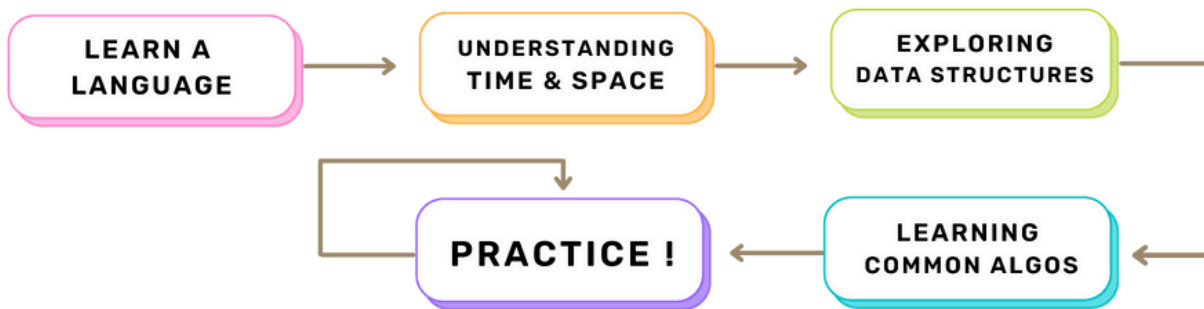 LEARN A
LANGUAGE
UNDERSTANDING
TIME & SPACE
EXPLORING
DATA STRUCTURES
LEARNING
COMMON ALGOS
PRACTICE !